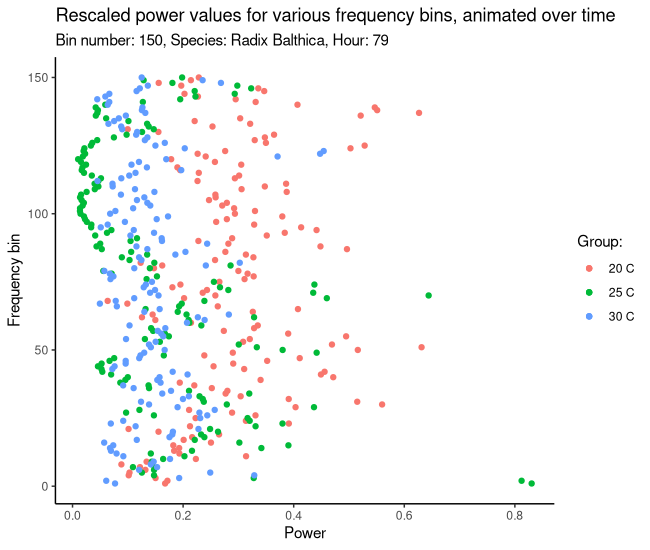 Rescaled power values for various frequency bins, animated over time
Bin number: 150, Species: Radix Balthica, Hour: 79
150
100
50
0
Frequency bin
0.0 0.2 0.4 0.6 0.8
Power
Group:
20 C
25 C
30 C